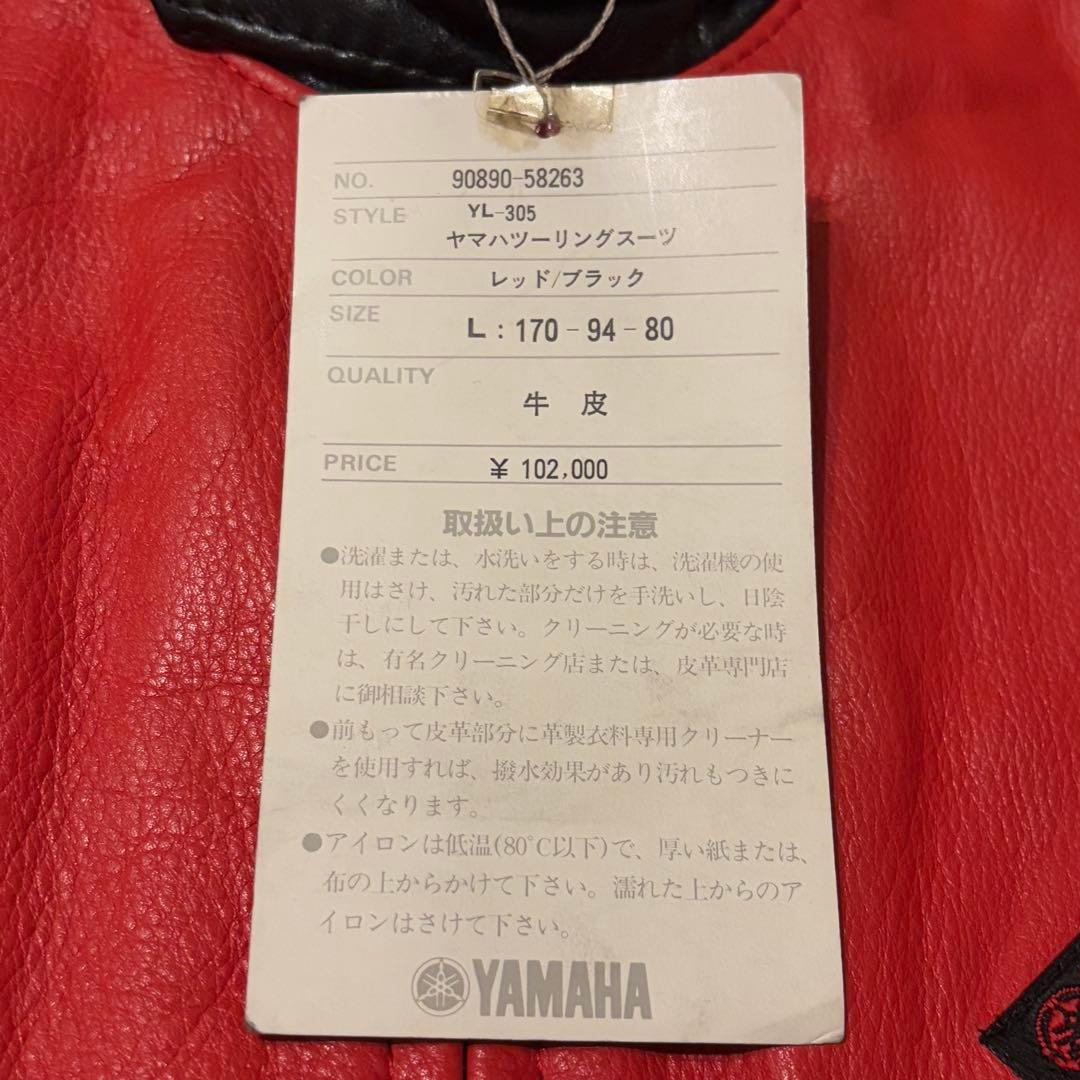 NO. 90890-58263
STYLE YL-305
ヤマハツーリングスーツ
COLOR レッド/ブラック
SIZE L : 170 - 94 - 80
QUALITY
牛 皮
PRICE ¥ 102,000
取扱い上の注意
●洗濯または、水洗いをする時は、洗濯機の使
用はさけ、汚れた部分だけを手洗いし、日陰
干しにして下さい。クリーニングが必要な時
は、有名クリーニング店または、皮革専門店
に御相談下さい。
●前もって皮革部分に革製衣料専用クリーナー
を使用すれば、撥水効果があり汚れもつきに
くくなります。
●アイロンは低温(80°C以下)で、厚い紙または、
布の上からかけて下さい。濡れた上からのア
イロンはさけて下さい。
YAMAHA